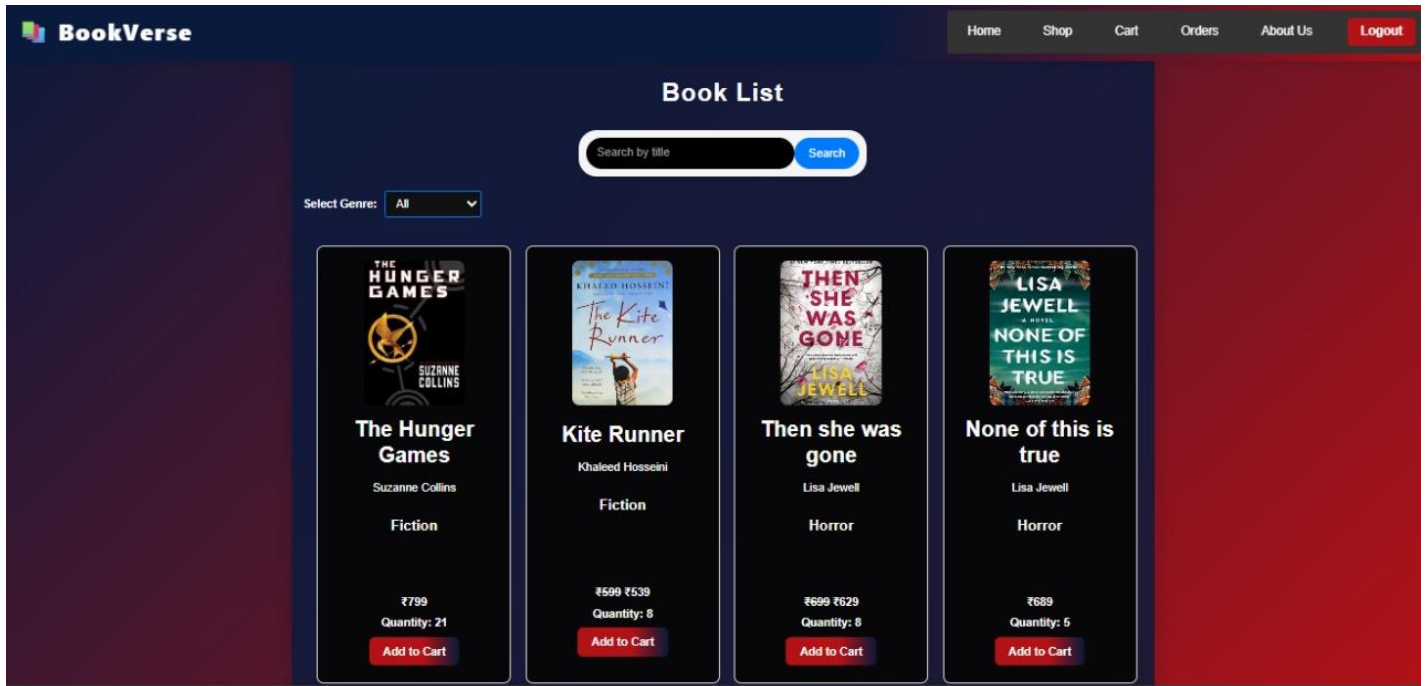 BookVerse
Home Shop Cart Orders About Us Logout
Book List
Search by title Search
Select Genre: All
THE
HUNGER
GAMES
SUZANNE
COLLINS
The Hunger
Games
Suzanne Collins
Fiction
₹799
Quantity: 21
Add to Cart
KHALED HOSSEINI
The Kite
Runner
Kite Runner
Khaleed Hosseini
Fiction
₹599 ₹539
Quantity: 8
Add to Cart
THEN
SHE
WAS
GONE
LISA
JEWELL
Then she was
gone
Lisa Jewell
Horror
₹699 ₹629
Quantity: 8
Add to Cart
LISA
JEWELL
A NOVEL
NONE OF
THIS IS
TRUE
None of this is
true
Lisa Jewell
Horror
₹689
Quantity: 5
Add to Cart